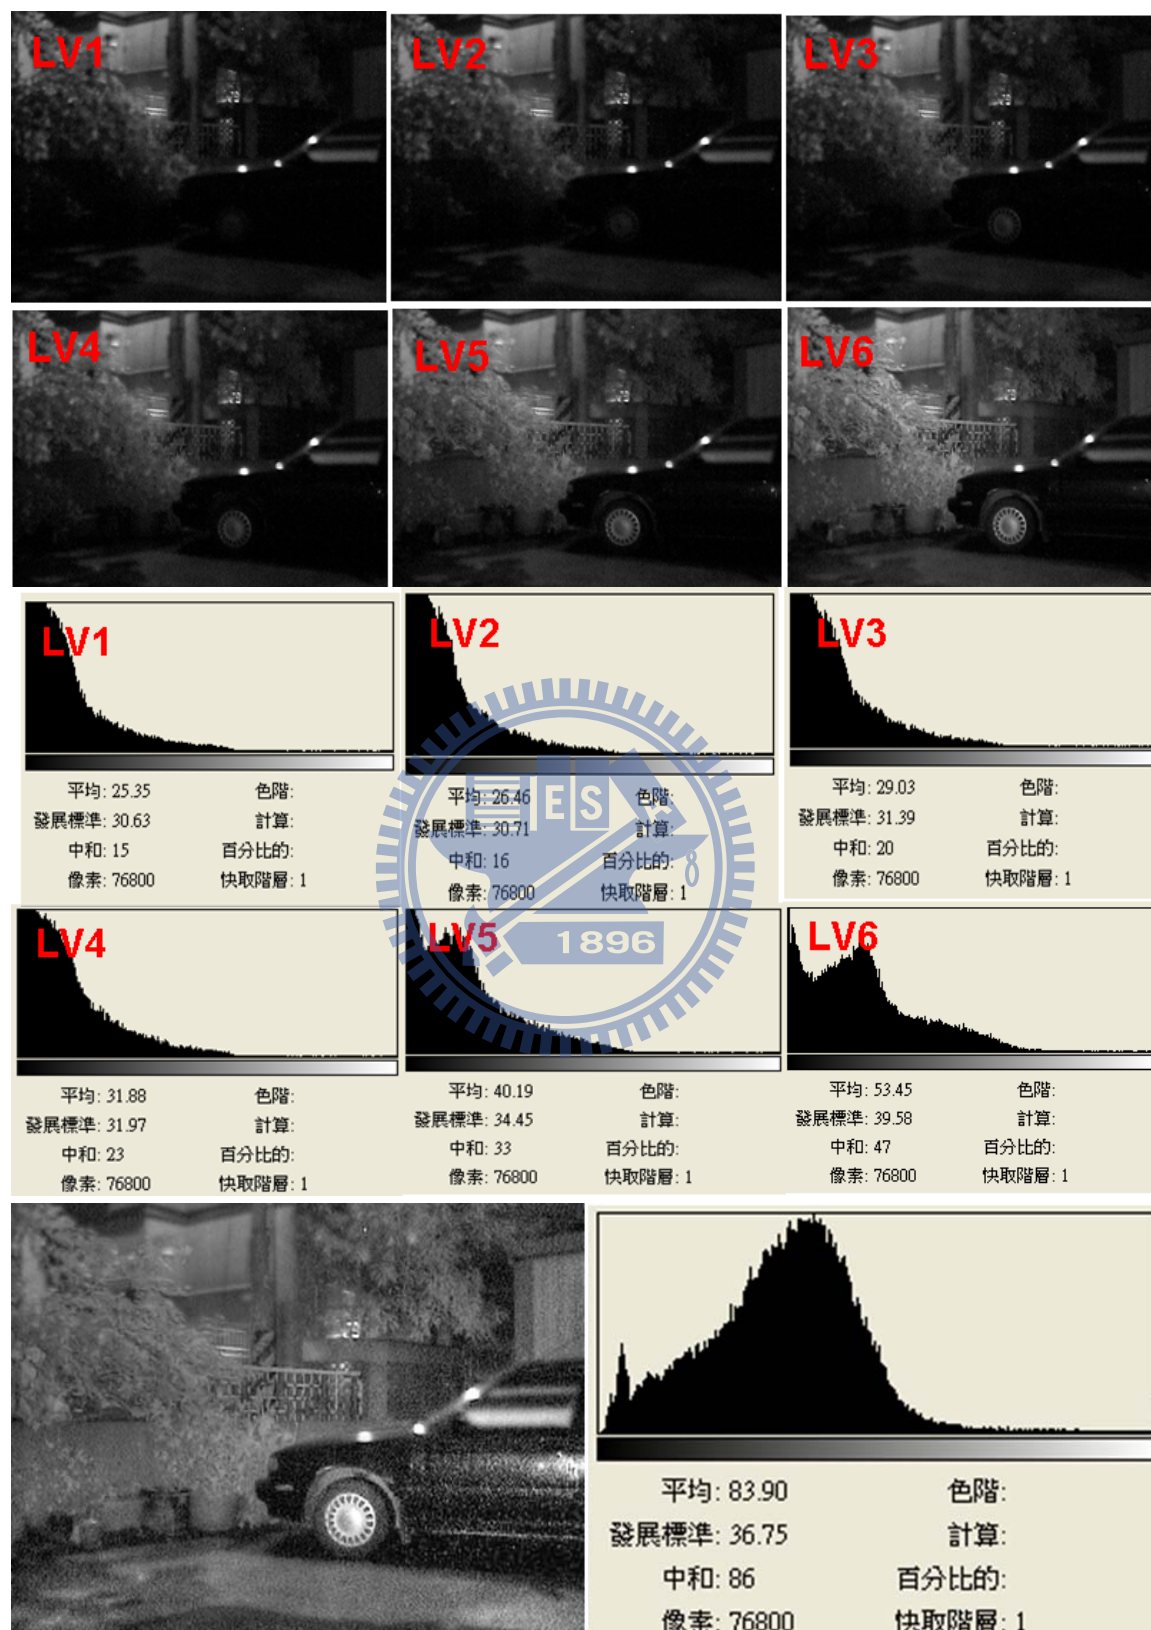 LV1 LV2 LV3
LV4 LV5 LV6
LV1
平均: 25.35 色階:
發展標準: 30.63 計算:
中和: 15 百分比的:
像素: 76800 快取階層: 1
LV2
平均: 26.46 色階:
發展標準: 30.71 計算:
中和: 16 百分比的:
像素: 76800 快取階層: 1
LV3
平均: 29.03 色階:
發展標準: 31.39 計算:
中和: 20 百分比的:
像素: 76800 快取階層: 1
LV4
平均: 31.88 色階:
發展標準: 31.97 計算:
中和: 23 百分比的:
像素: 76800 快取階層: 1
LV5
平均: 40.19 色階:
發展標準: 34.45 計算:
中和: 33 百分比的:
像素: 76800 快取階層: 1
LV6
平均: 53.45 色階:
發展標準: 39.58 計算:
中和: 47 百分比的:
像素: 76800 快取階層: 1
ES
1896
平均: 83.90 色階:
發展標準: 36.75 計算:
中和: 86 百分比的:
像素: 76800 快取階層: 1